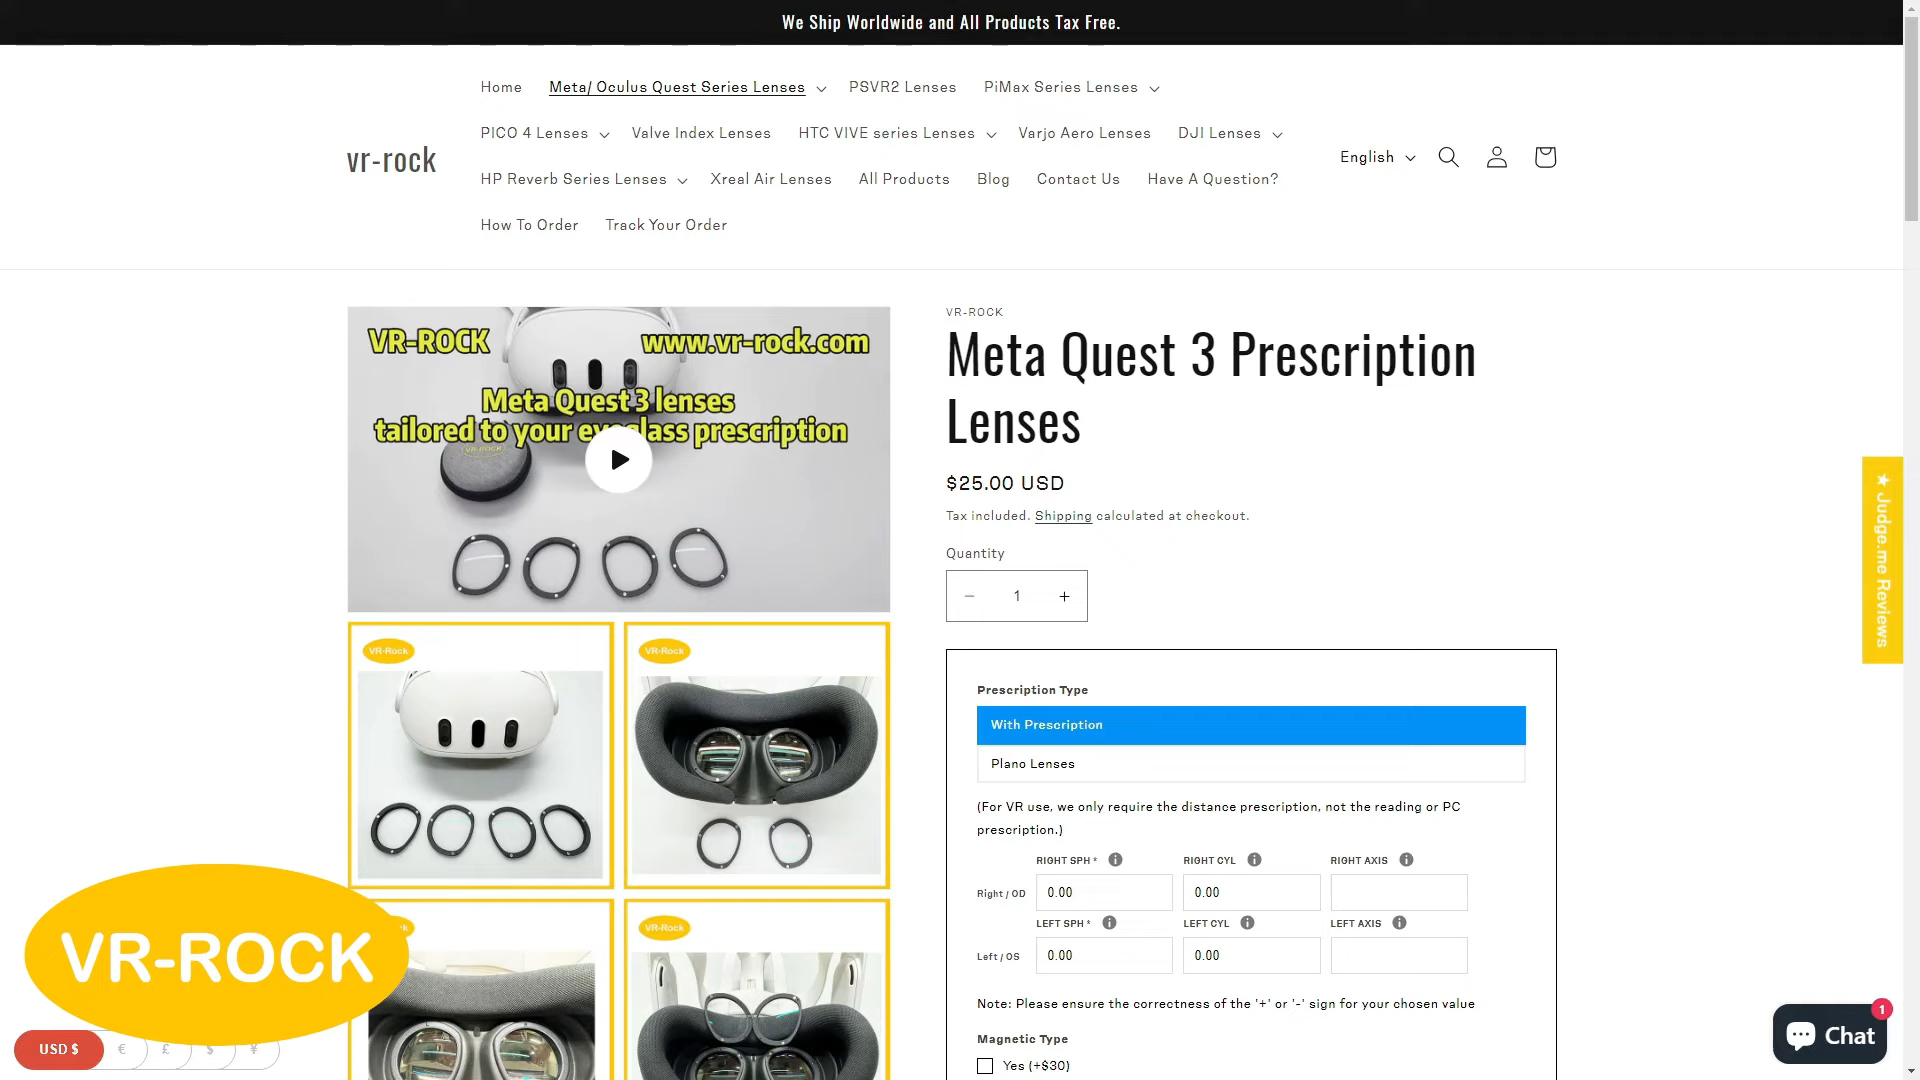 We Ship Worldwide and All Products Tax Free.
Home Meta/ Oculus Quest Series Lenses PSVR2 Lenses PiMax Series Lenses
PICO 4 Lenses Valve Index Lenses HTC VIVE series Lenses Varjo Aero Lenses DJI Lenses
vr-rock
English
HP Reverb Series Lenses Xreal Air Lenses All Products Blog Contact Us Have A Question?
How To Order Track Your Order
VR-ROCK www.vr-rock.com
Meta Quest 3 lenses
tailored to your eyeglass prescription
VR-ROCK
VR-Rock
VR-Rock
VR-Rock
VR-ROCK
USD $ € £ $ ¥
VR-ROCK
Meta Quest 3 Prescription
Lenses
$25.00 USD
Tax included. Shipping calculated at checkout.
Quantity
− 1 +
Prescription Type
With Prescription
Plano Lenses
(For VR use, we only require the distance prescription, not the reading or PC
prescription.)
RIGHT SPH * RIGHT CYL RIGHT AXIS
Right / OD 0.00 0.00
LEFT SPH * LEFT CYL LEFT AXIS
Left / OS 0.00 0.00
Note: Please ensure the correctness of the '+' or '-' sign for your chosen value
Magnetic Type
Yes (+$30)
★ Judge.me Reviews
Chat
1